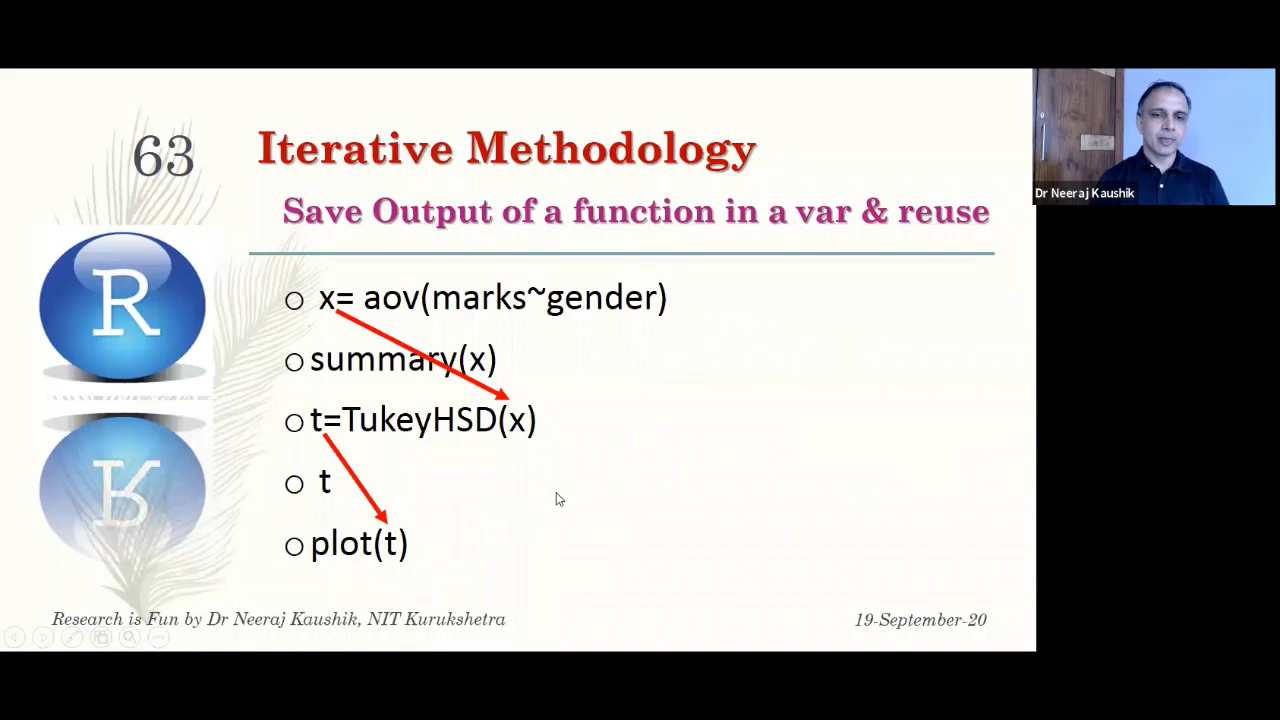 63
Iterative Methodology
Save Output of a function in a var & reuse
x= aov(marks~gender)
summary(x)
t=TukeyHSD(x)
t
plot(t)
R
Research is Fun by Dr Neeraj Kaushik, NIT Kurukshetra
19-September-20
Dr Neeraj Kaushik